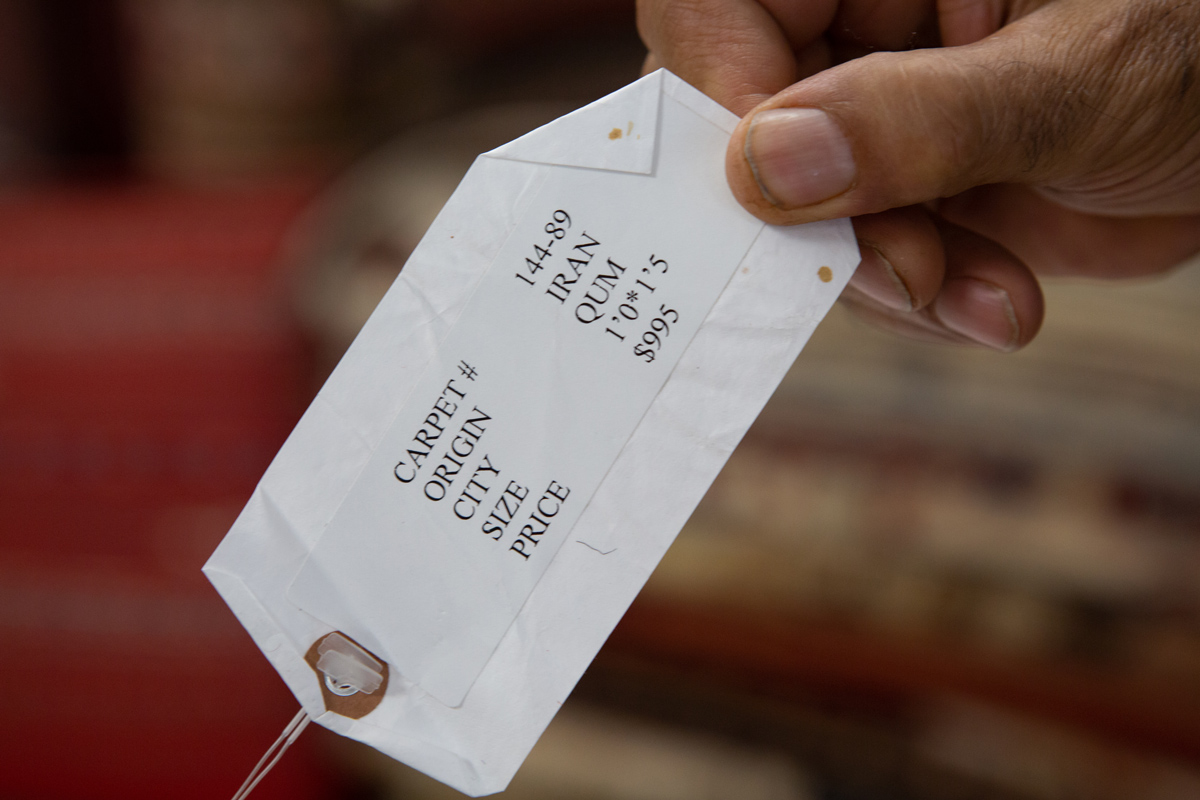 CARPET # 144-89
ORIGIN IRAN
CITY QUM
SIZE 1'0*1'5
PRICE $995